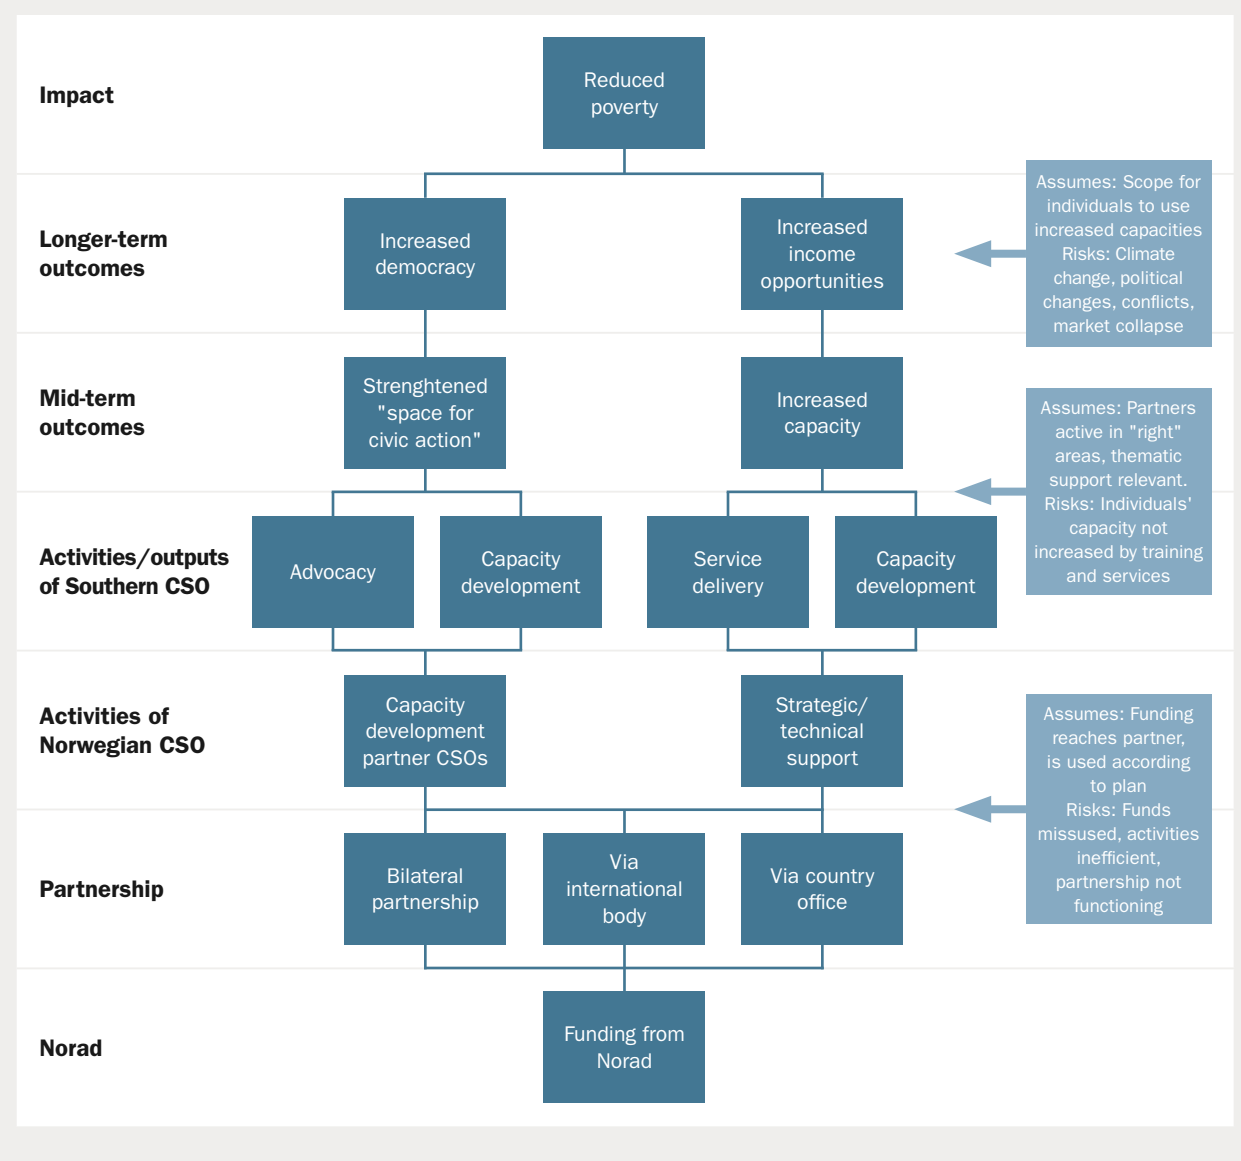 Impact
Reduced
poverty
Longer-term
outcomes
Increased
democracy
Increased
income
opportunities
Assumes: Scope for
individuals to use
increased capacities
Risks: Climate
change, political
changes, conflicts,
market collapse
Mid-term
outcomes
Strenghtened
"space for
civic action"
Increased
capacity
Assumes: Partners
active in "right"
areas, thematic
support relevant.
Risks: Individuals'
capacity not
increased by training
and services
Activities/outputs
of Southern CSO
Advocacy
Capacity
development
Service
delivery
Capacity
development
Activities of
Norwegian CSO
Capacity
development
partner CSOs
Strategic/
technical
support
Assumes: Funding
reaches partner,
is used according
to plan
Risks: Funds
missused, activities
inefficient,
partnership not
functioning
Partnership
Bilateral
partnership
Via
international
body
Via country
office
Norad
Funding from
Norad